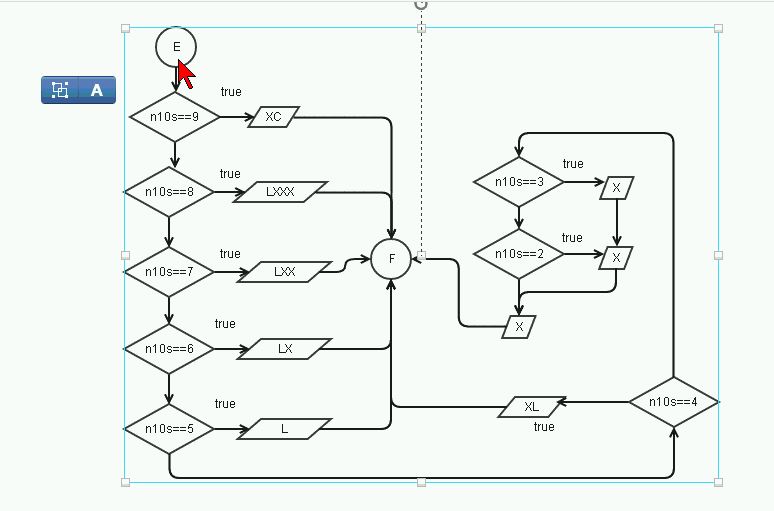 E
A
true
n10s==9
XC
true
n10s==8
LXXX
true
n10s==7
LXX
F
true
n10s==6
LX
true
n10s==5
L
true
n10s==3
X
true
n10s==2
X
X
n10s==4
XL
true